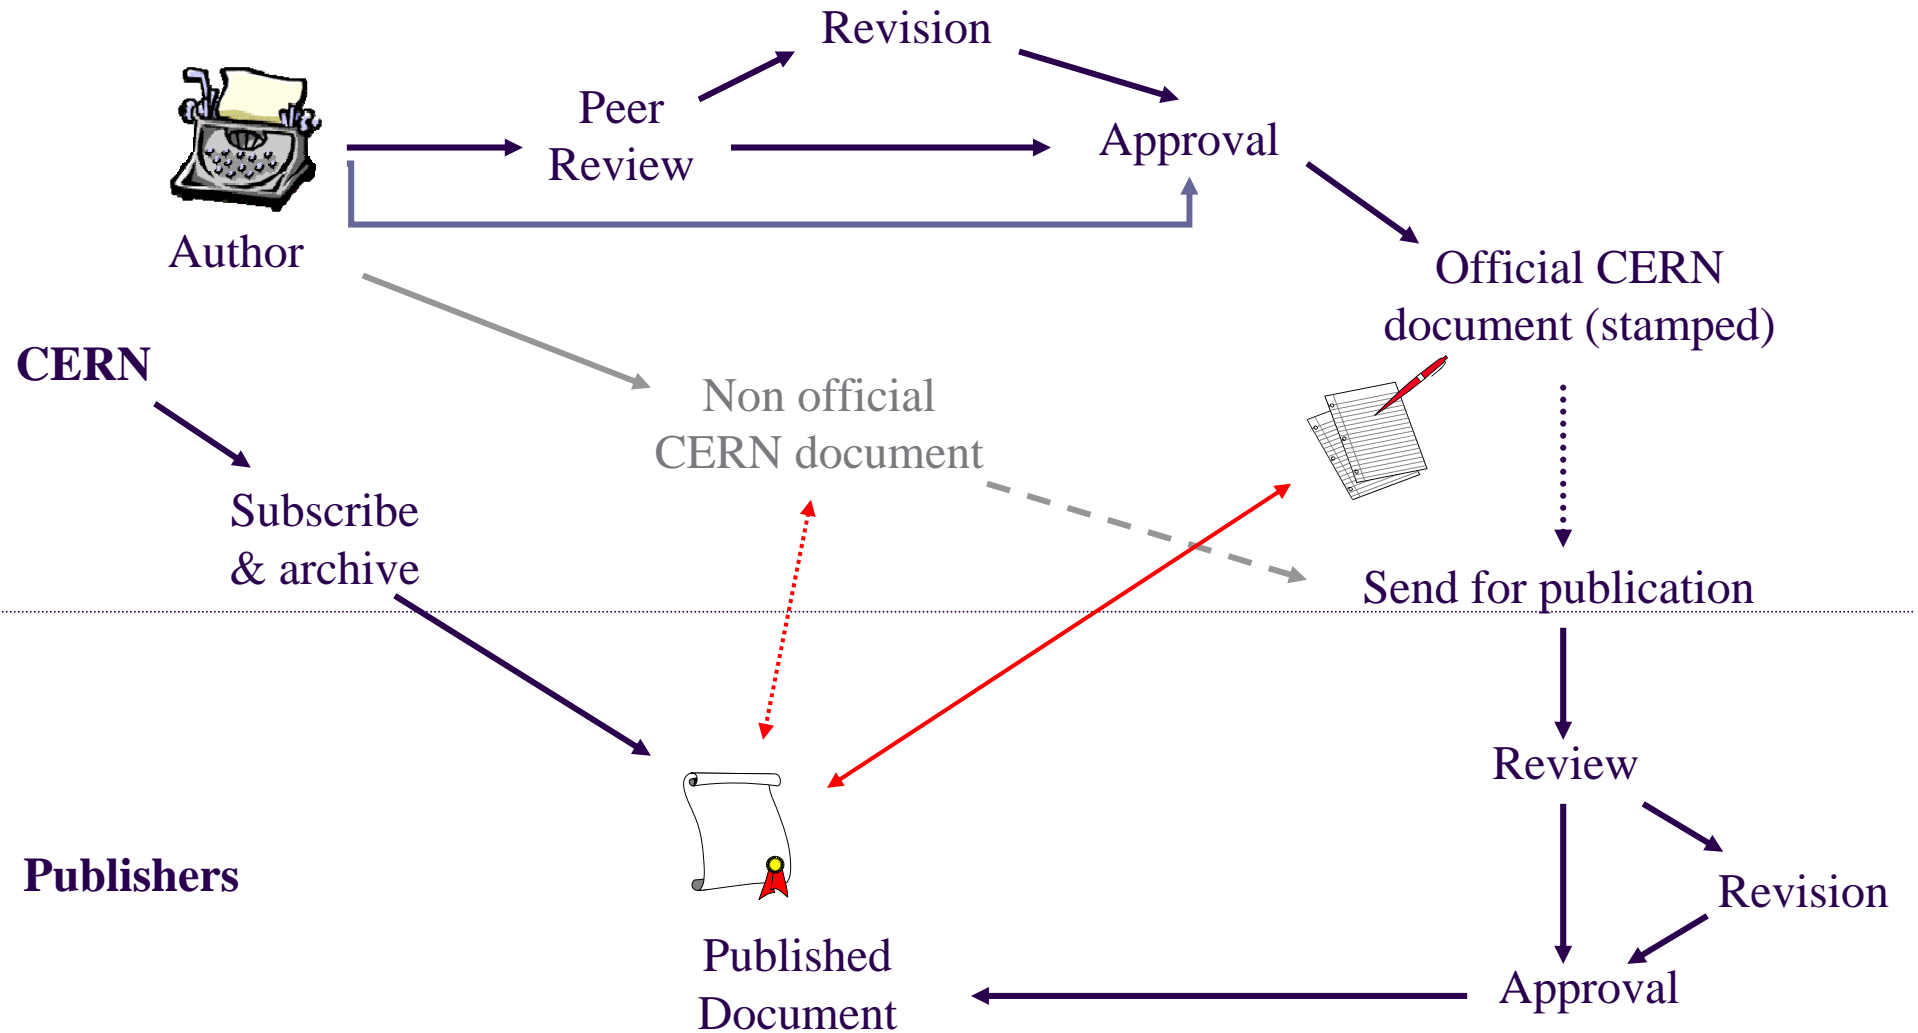 Revision
Peer
Review
Approval
Author
Official CERN
document (stamped)
CERN
Non official
CERN document
Subscribe
& archive
Send for publication
Review
Publishers
Revision
Published
Document
Approval